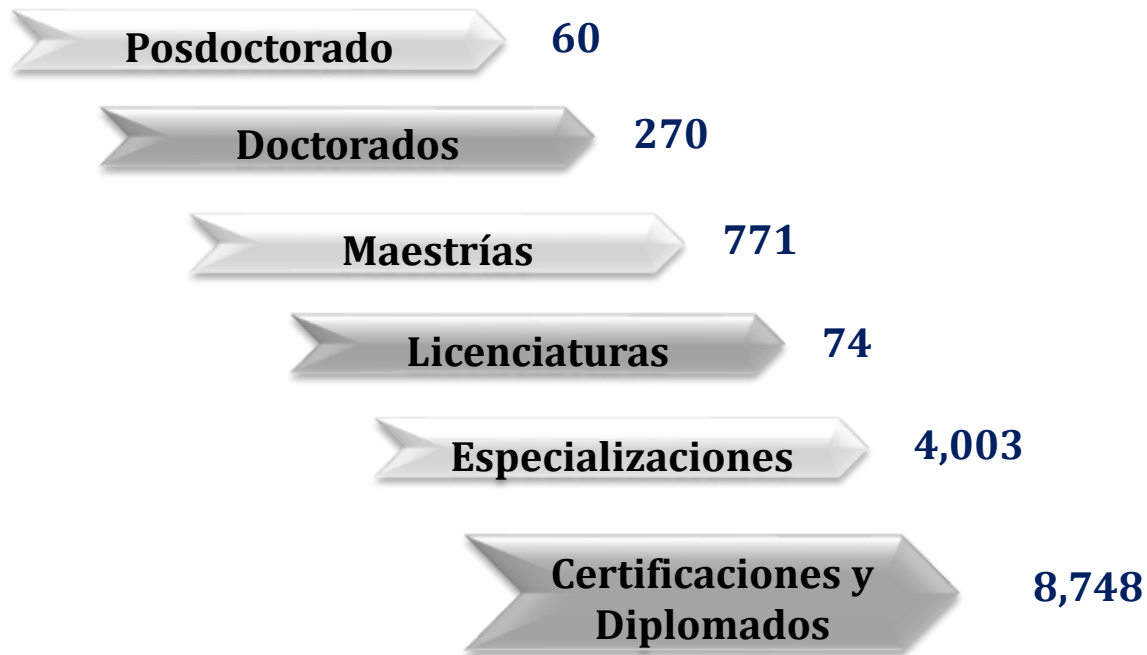 Posdoctorado 60
Doctorados 270
Maestrías 771
Licenciaturas 74
Especializaciones 4,003
Certificaciones y
Diplomados 8,748